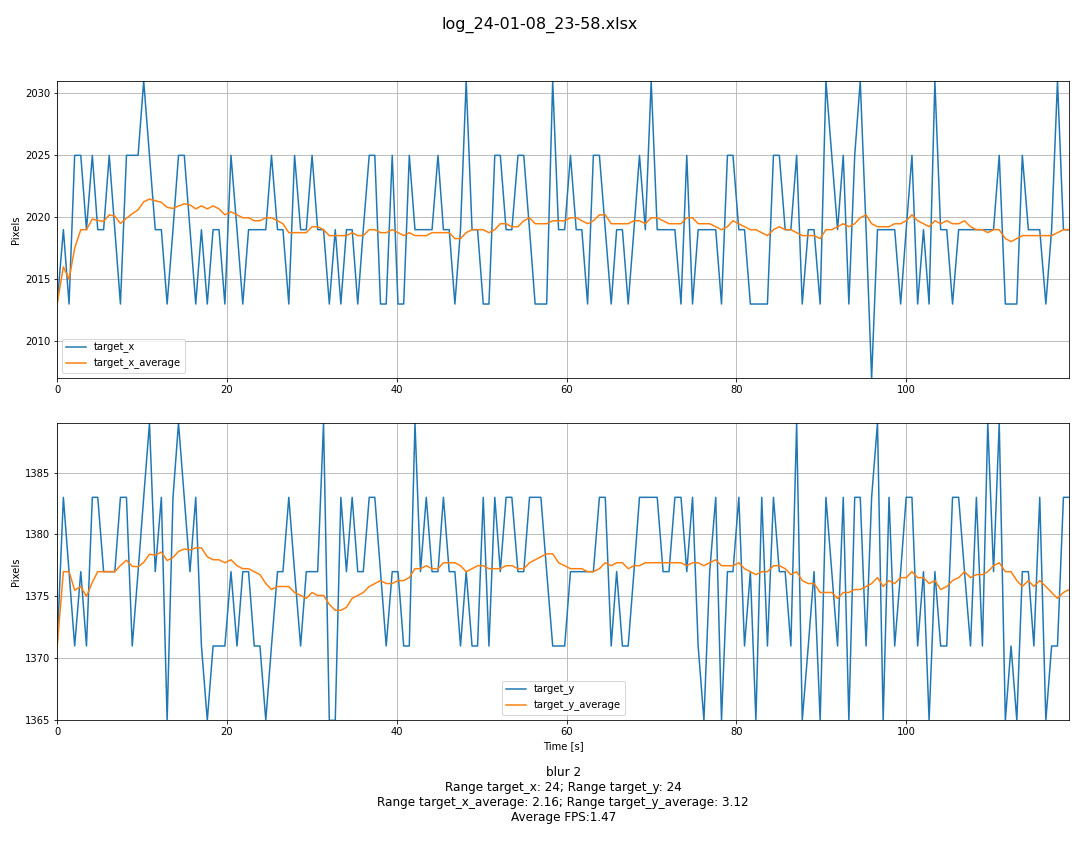 log_24-01-08_23-58.xlsx
2030
2025
2020
2015
2010
Pixels
target_x
target_x_average
0 20 40 60 80 100
1385
1380
1375
1370
1365
Pixels
target_y
target_y_average
0 20 40 60 80 100
Time [s]
blur 2
Range target_x: 24; Range target_y: 24
Range target_x_average: 2.16; Range target_y_average: 3.12
Average FPS:1.47